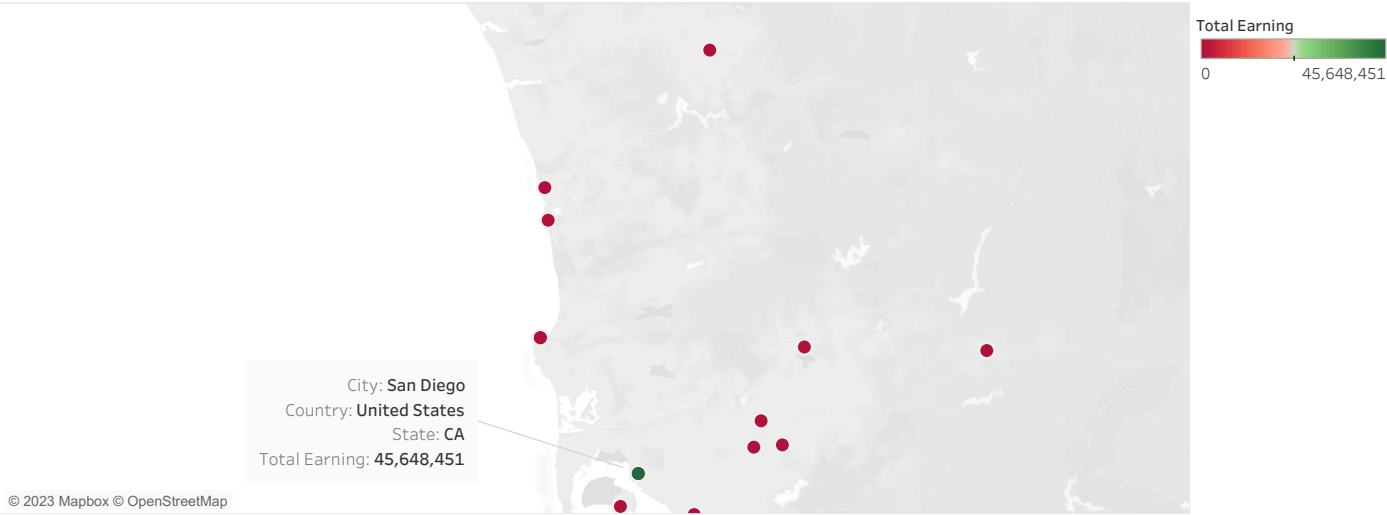 Total Earning
0 45,648,451
City: San Diego
Country: United States
State: CA
Total Earning: 45,648,451
© 2023 Mapbox © OpenStreetMap